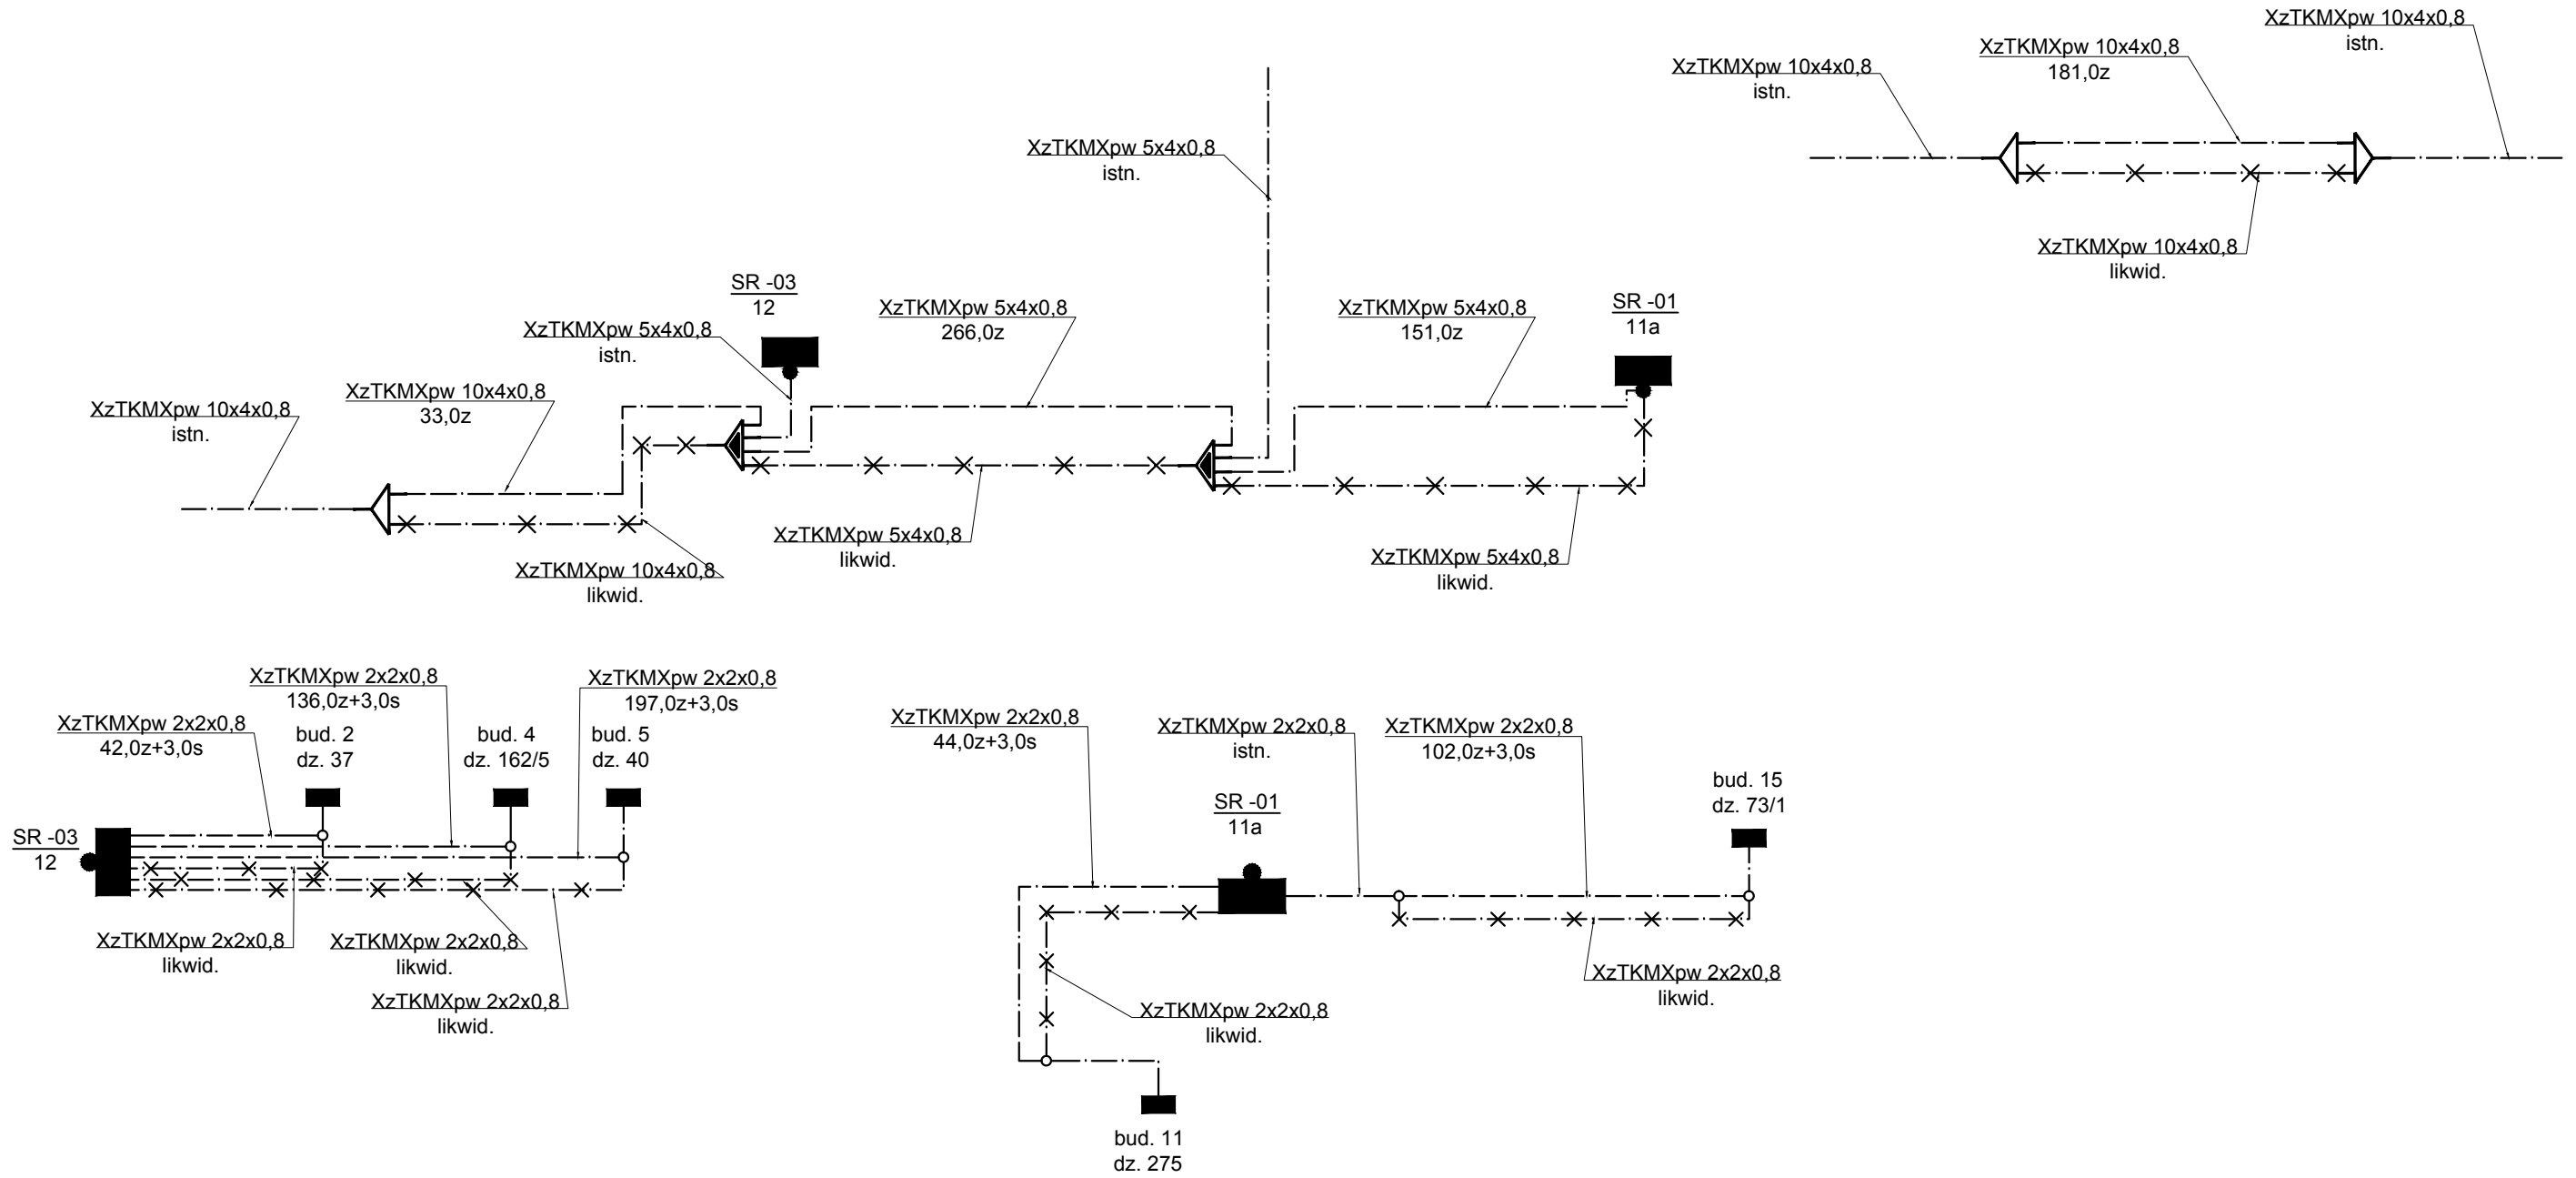 XzTKMXpw 10x4x0,8
istn.
XzTKMXpw 10x4x0,8
181,0z
XzTKMXpw 10x4x0,8
istn.
XzTKMXpw 10x4x0,8
likwid.
XzTKMXpw 5x4x0,8
istn.
SR -03
12
XzTKMXpw 5x4x0,8
266,0z
XzTKMXpw 5x4x0,8
151,0z
SR -01
11a
XzTKMXpw 5x4x0,8
istn.
XzTKMXpw 10x4x0,8
33,0z
XzTKMXpw 10x4x0,8
istn.
XzTKMXpw 5x4x0,8
likwid.
XzTKMXpw 5x4x0,8
likwid.
XzTKMXpw 10x4x0,8
likwid.
XzTKMXpw 2x2x0,8
136,0z+3,0s
XzTKMXpw 2x2x0,8
197,0z+3,0s
XzTKMXpw 2x2x0,8
42,0z+3,0s
bud. 2
dz. 37
bud. 4
dz. 162/5
bud. 5
dz. 40
SR -03
12
XzTKMXpw 2x2x0,8
likwid.
XzTKMXpw 2x2x0,8
likwid.
XzTKMXpw 2x2x0,8
likwid.
XzTKMXpw 2x2x0,8
44,0z+3,0s
XzTKMXpw 2x2x0,8
istn.
XzTKMXpw 2x2x0,8
102,0z+3,0s
bud. 15
dz. 73/1
SR -01
11a
XzTKMXpw 2x2x0,8
likwid.
XzTKMXpw 2x2x0,8
likwid.
bud. 11
dz. 275